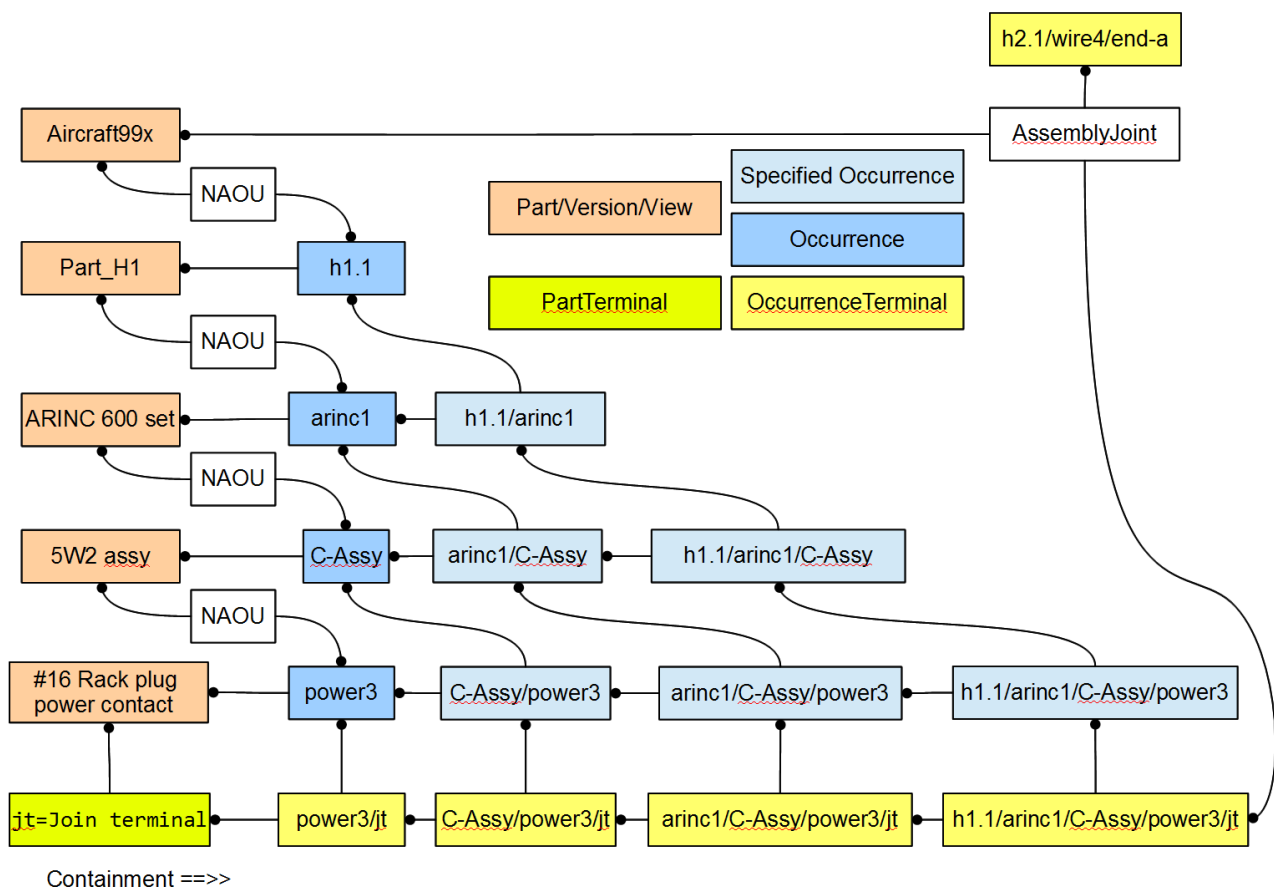 h2.1/wire4/end-a
Aircraft99x
AssemblyJoint
NAOU
Part/Version/View
Specified Occurrence
Occurrence
Part_H1
h1.1
PartTerminal
OccurrenceTerminal
NAOU
ARINC 600 set
arinc1
h1.1/arinc1
NAOU
5W2 assy
C-Assy
arinc1/C-Assy
h1.1/arinc1/C-Assy
NAOU
#16 Rack plug
power contact
power3
C-Assy/power3
arinc1/C-Assy/power3
h1.1/arinc1/C-Assy/power3
jt=Join terminal
power3/jt
C-Assy/power3/jt
arinc1/C-Assy/power3/jt
h1.1/arinc1/C-Assy/power3/jt
Containment ==>>